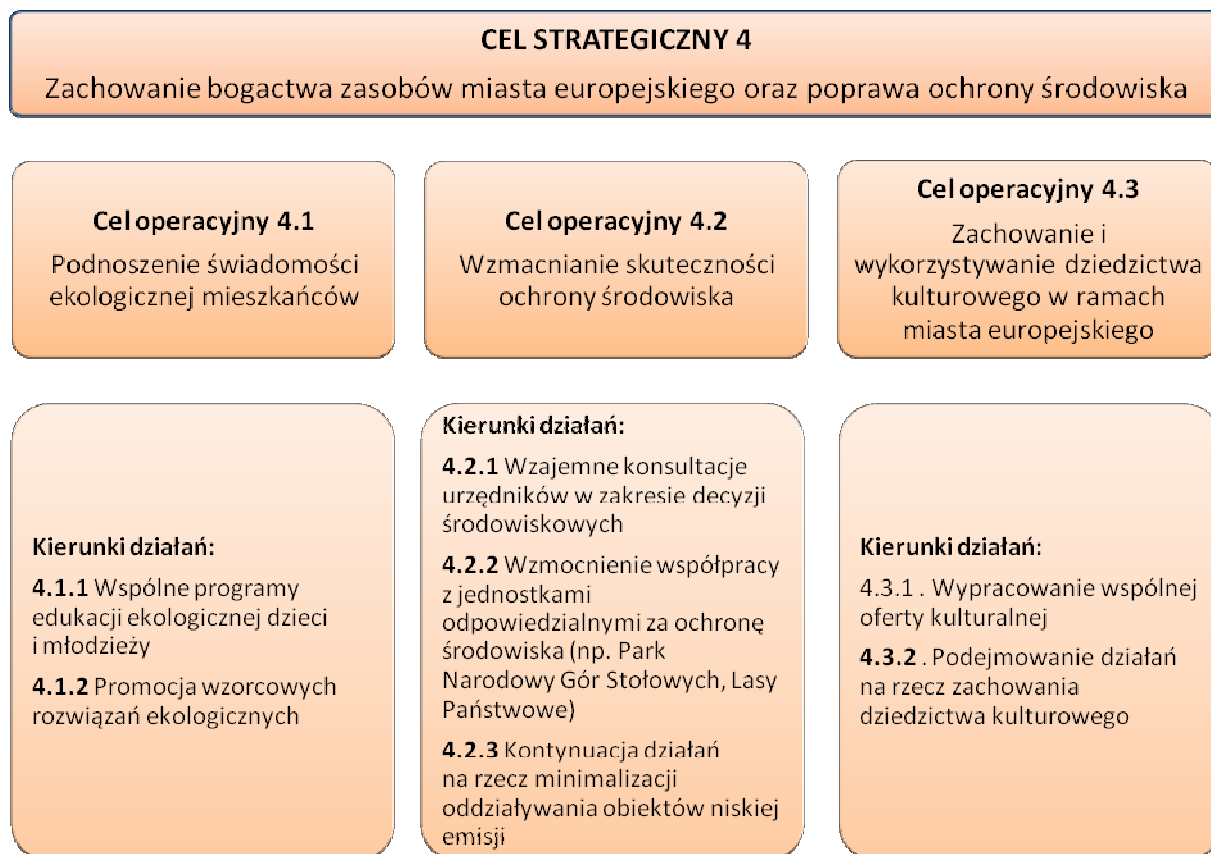 CEL STRATEGICZNY 4
Zachowanie bogactwa zasobów miasta europejskiego oraz poprawa ochrony środowiska
Cel operacyjny 4.1
Podnoszenie świadomości
ekologicznej mieszkańców
Cel operacyjny 4.2
Wzmacnianie skuteczności
ochrony środowiska
Cel operacyjny 4.3
Zachowanie i
wykorzystywanie dziedzictwa
kulturowego w ramach
miasta europejskiego
Kierunki działań:
4.1.1 Wspólne programy
edukacji ekologicznej dzieci
i młodzieży
4.1.2 Promocja wzorcowych
rozwiązań ekologicznych
Kierunki działań:
4.2.1 Wzajemne konsultacje
urzędników w zakresie decyzji
środowiskowych
4.2.2 Wzmocnienie współpracy
z jednostkami
odpowiedzialnymi za ochronę
środowiska (np. Park
Narodowy Gór Stołowych, Lasy
Państwowe)
4.2.3 Kontynuacja działań
na rzecz minimalizacji
oddziaływania obiektów niskiej
emisji
Kierunki działań:
4.3.1 . Wypracowanie wspólnej
oferty kulturalnej
4.3.2 . Podejmowanie działań
na rzecz zachowania
dziedzictwa kulturowego